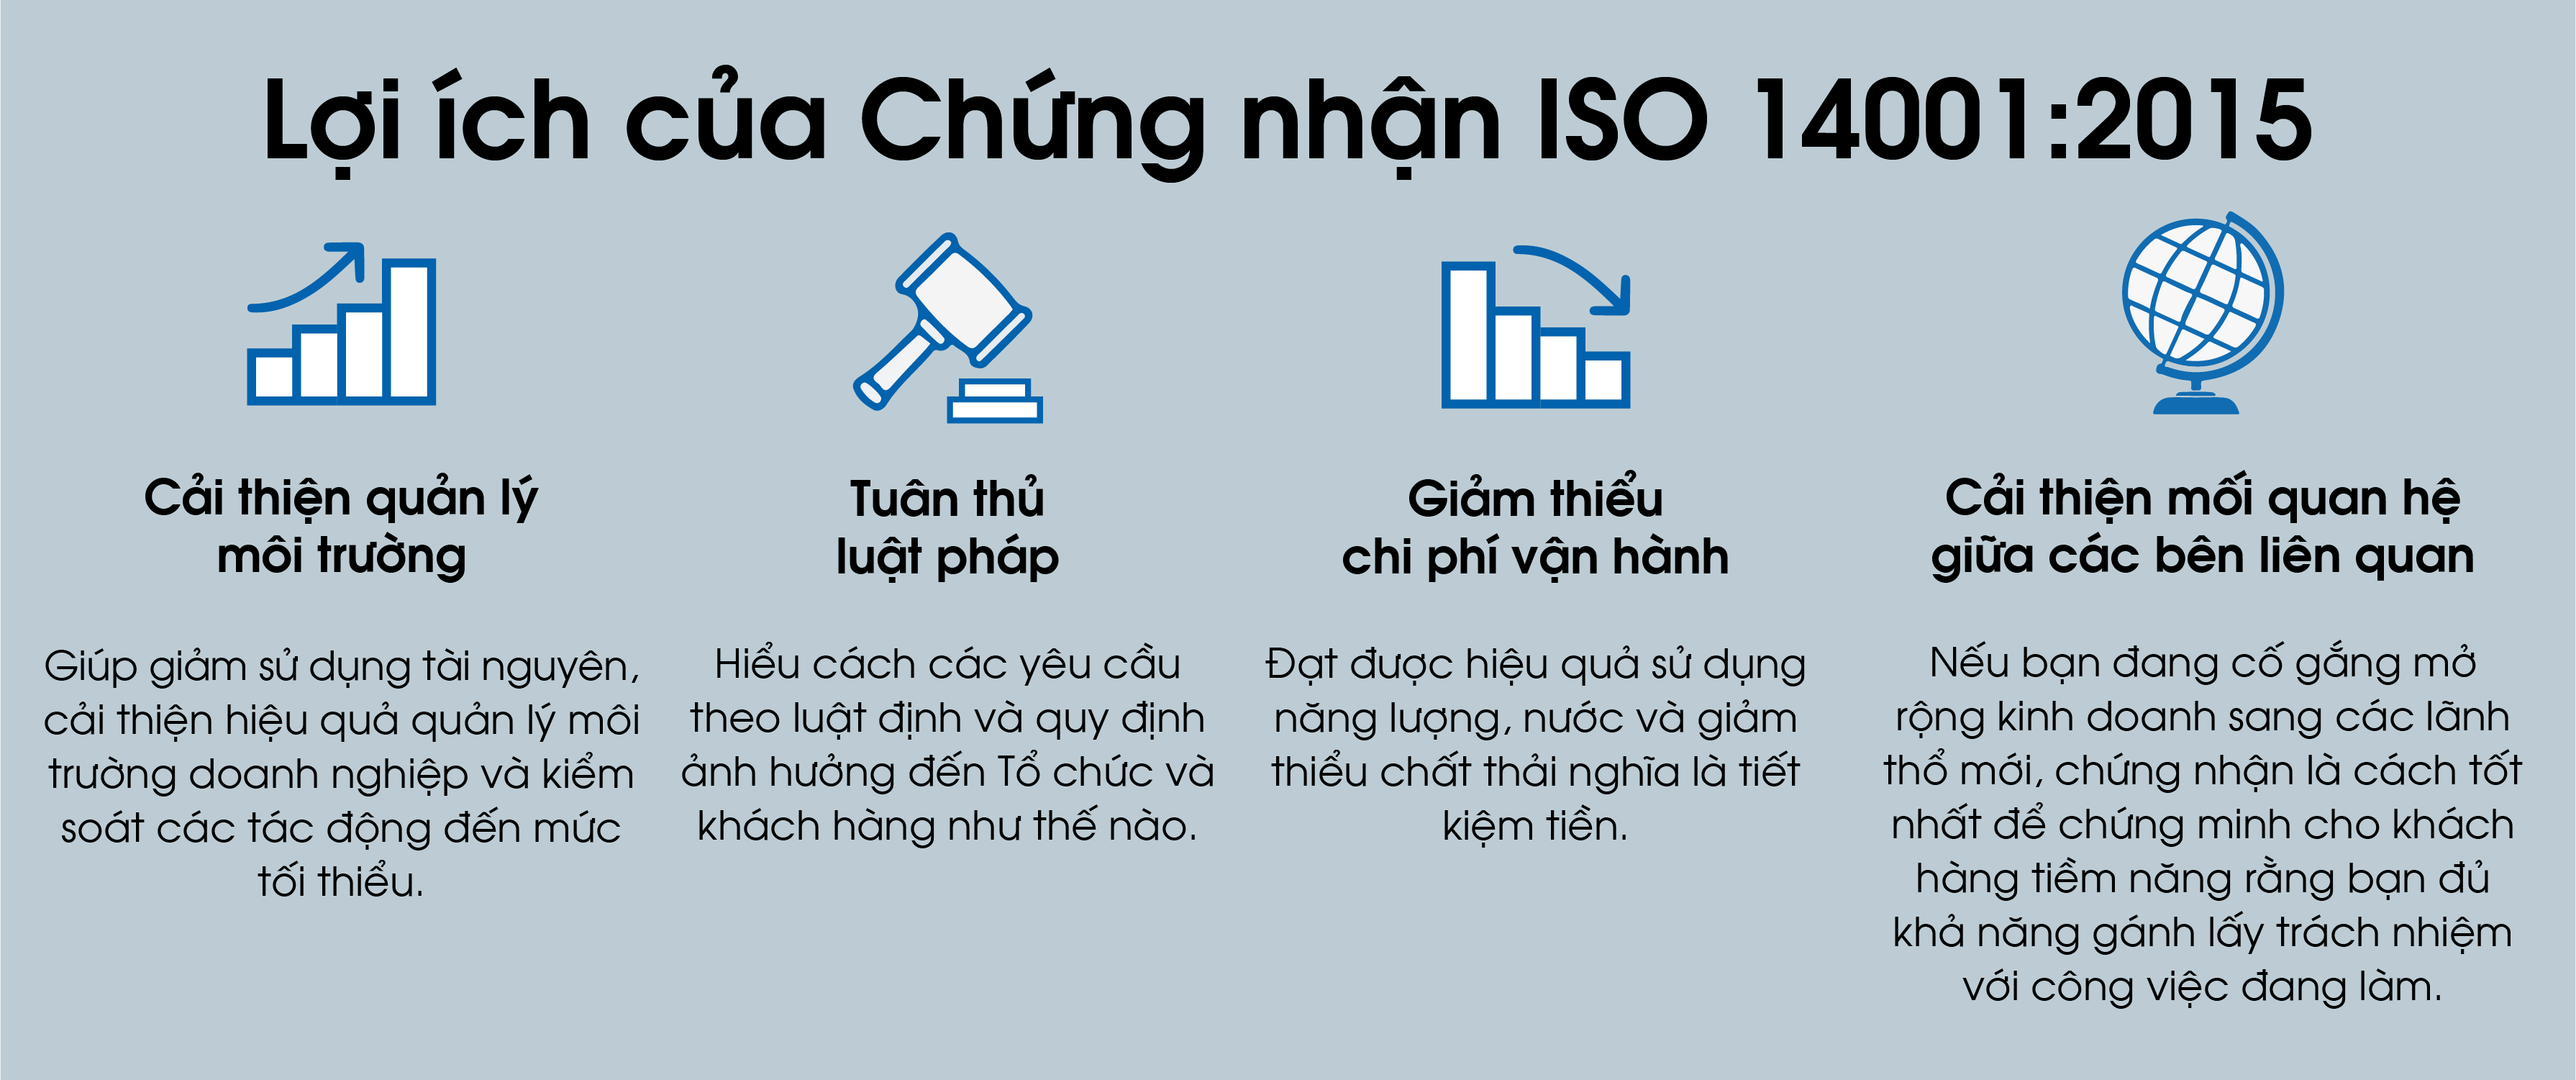 Lợi ích của Chứng nhận ISO 14001:2015
Cải thiện quản lý
môi trường
Giúp giảm sử dụng tài nguyên,
cải thiện hiệu quả quản lý môi
trường doanh nghiệp và kiểm
soát các tác động đến mức
tối thiểu.
Tuân thủ
luật pháp
Hiểu cách các yêu cầu
theo luật định và quy định
ảnh hưởng đến Tổ chức và
khách hàng như thế nào.
Giảm thiểu
chi phí vận hành
Đạt được hiệu quả sử dụng
năng lượng, nước và giảm
thiểu chất thải nghĩa là tiết
kiệm tiền.
Cải thiện mối quan hệ
giữa các bên liên quan
Nếu bạn đang cố gắng mở
rộng kinh doanh sang các lãnh
thổ mới, chứng nhận là cách tốt
nhất để chứng minh cho khách
hàng tiềm năng rằng bạn đủ
khả năng gánh lấy trách nhiệm
với công việc đang làm.